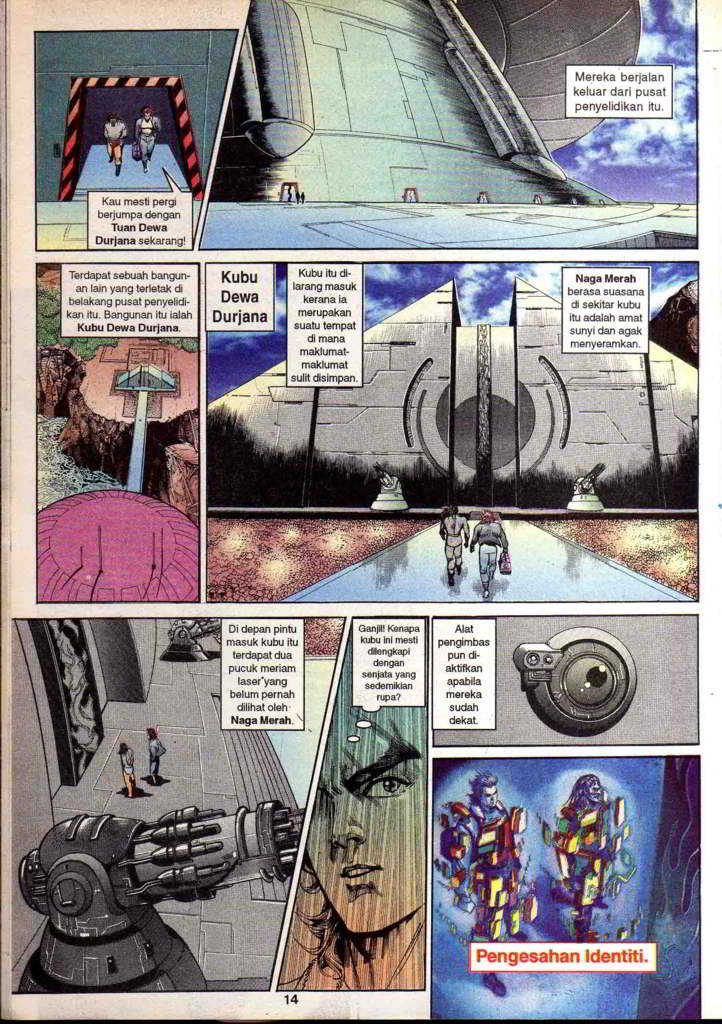 Mereka berjalan
keluar dari pusat
penyelidikan itu.
Kau mesti pergi
berjumpa dengan
Tuan Dewa
Durjana sekarang!
Terdapat sebuah bangun-
an lain yang terletak di
belakang pusat penyelidi-
kan itu. Bangunan itu ialah
Kubu Dewa Durjana.
Kubu
Dewa
Durjana
Kubu itu di-
larang masuk
kerana ia
merupakan
suatu tempat
di mana
maklumat-
maklumat
sulit disimpan.
Naga Merah
berasa suasana
di sekitar kubu
itu adalah amat
sunyi dan agak
menyeramkan.
Di depan pintu
masuk kubu itu
terdapat dua
pucuk meriam
laser yang
belum pernah
dilihat oleh
Naga Merah.
Ganjil! Kenapa
kubu ini mesti
dilengkapi
dengan
senjata yang
sedemikian
rupa?
Alat
pengimbas
pun di-
aktifkan
apabila
mereka
sudah
dekat.
Pengesahan Identiti.
14